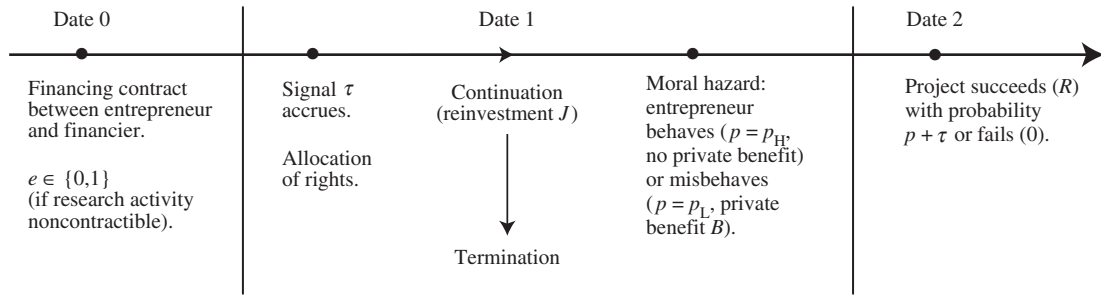 Date 0
Date 1
Date 2
Financing contract
between entrepreneur
and financier.
e ∈ {0,1}
(if research activity
noncontractible).
Signal τ
accrues.
Allocation
of rights.
Continuation
(reinvestment J)
Termination
Moral hazard:
entrepreneur
behaves (p = p_H,
no private benefit)
or misbehaves
(p = p_L, private
benefit B).
Project succeeds (R)
with probability
p + τ or fails (0).